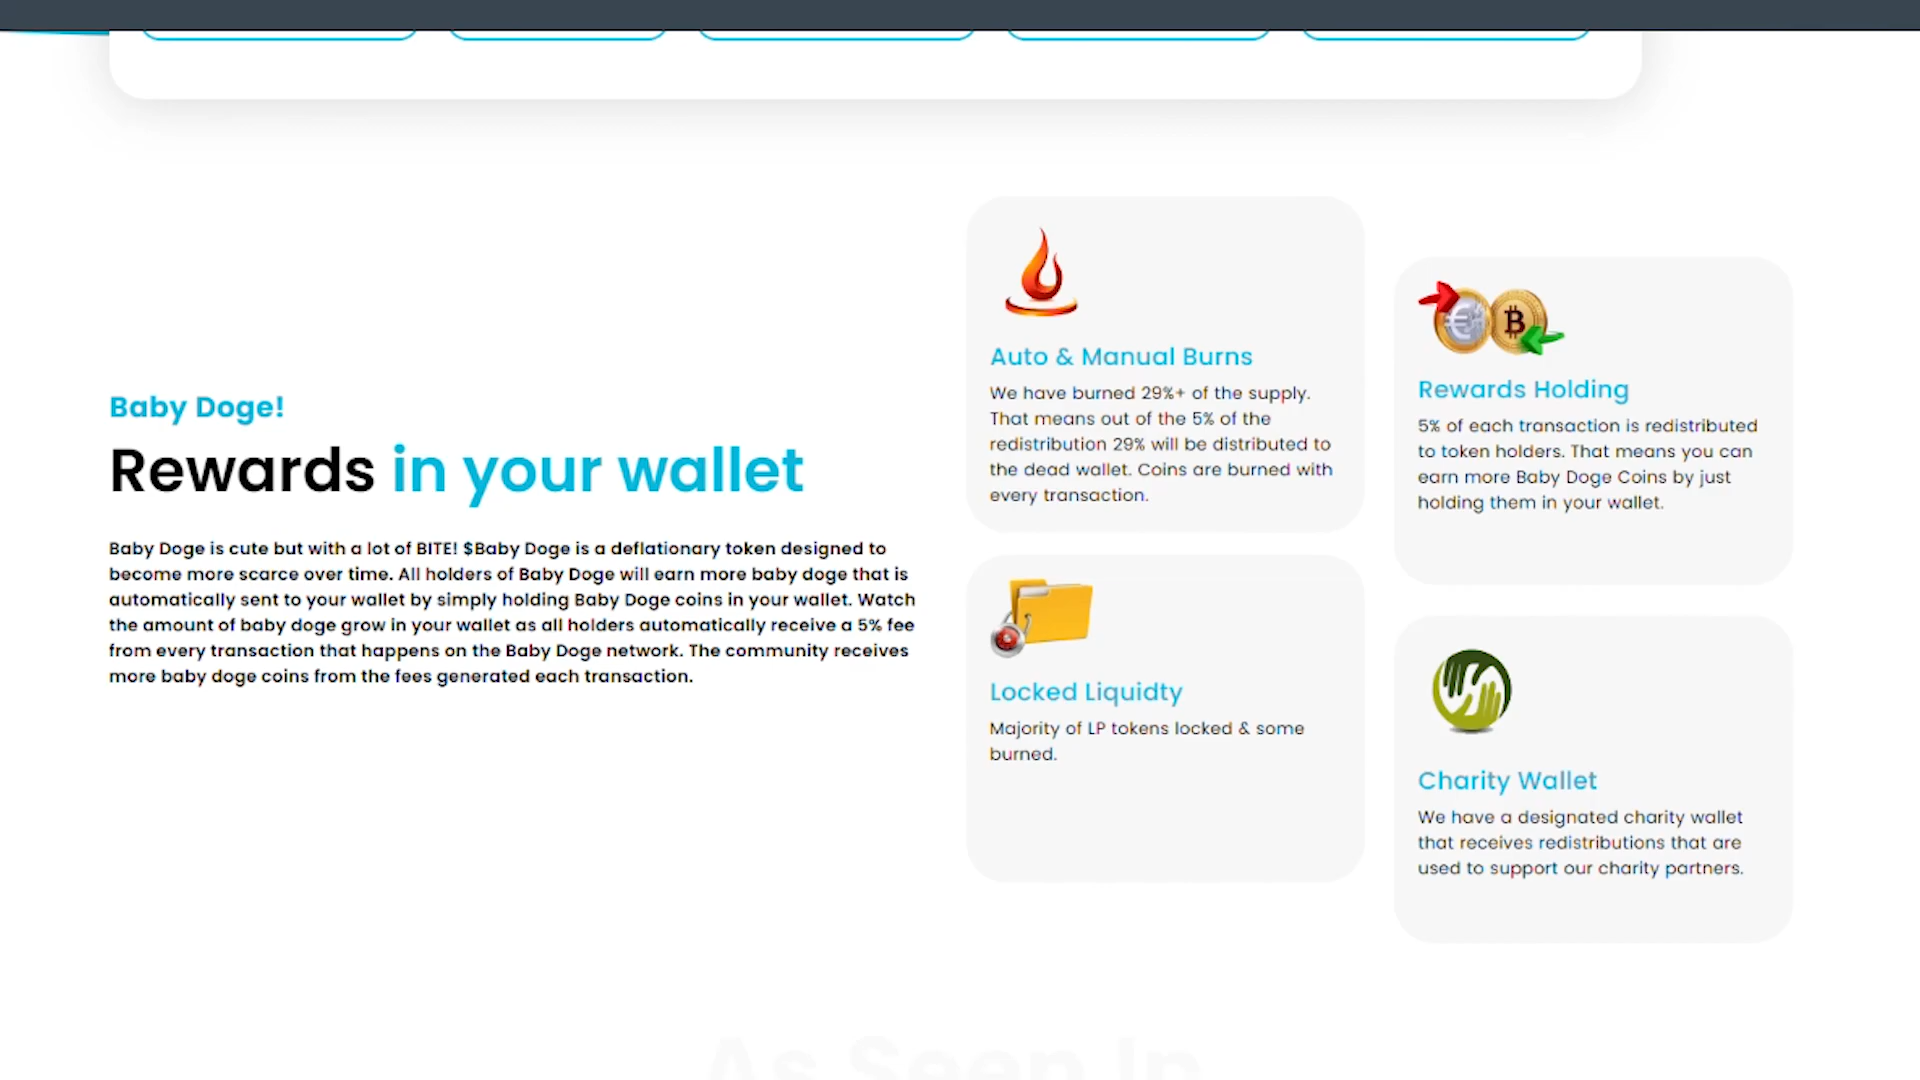 Baby Doge!
Rewards in your wallet
Baby Doge is cute but with a lot of BITE! $Baby Doge is a deflationary token designed to
become more scarce over time. All holders of Baby Doge will earn more baby doge that is
automatically sent to your wallet by simply holding Baby Doge coins in your wallet. Watch
the amount of baby doge grow in your wallet as all holders automatically receive a 5% fee
from every transaction that happens on the Baby Doge network. The community receives
more baby doge coins from the fees generated each transaction.
Auto & Manual Burns
We have burned 29%+ of the supply.
That means out of the 5% of the
redistribution 29% will be distributed to
the dead wallet. Coins are burned with
every transaction.
Rewards Holding
5% of each transaction is redistributed
to token holders. That means you can
earn more Baby Doge Coins by just
holding them in your wallet.
Locked Liquidty
Majority of LP tokens locked & some
burned.
Charity Wallet
We have a designated charity wallet
that receives redistributions that are
used to support our charity partners.
As Seen In